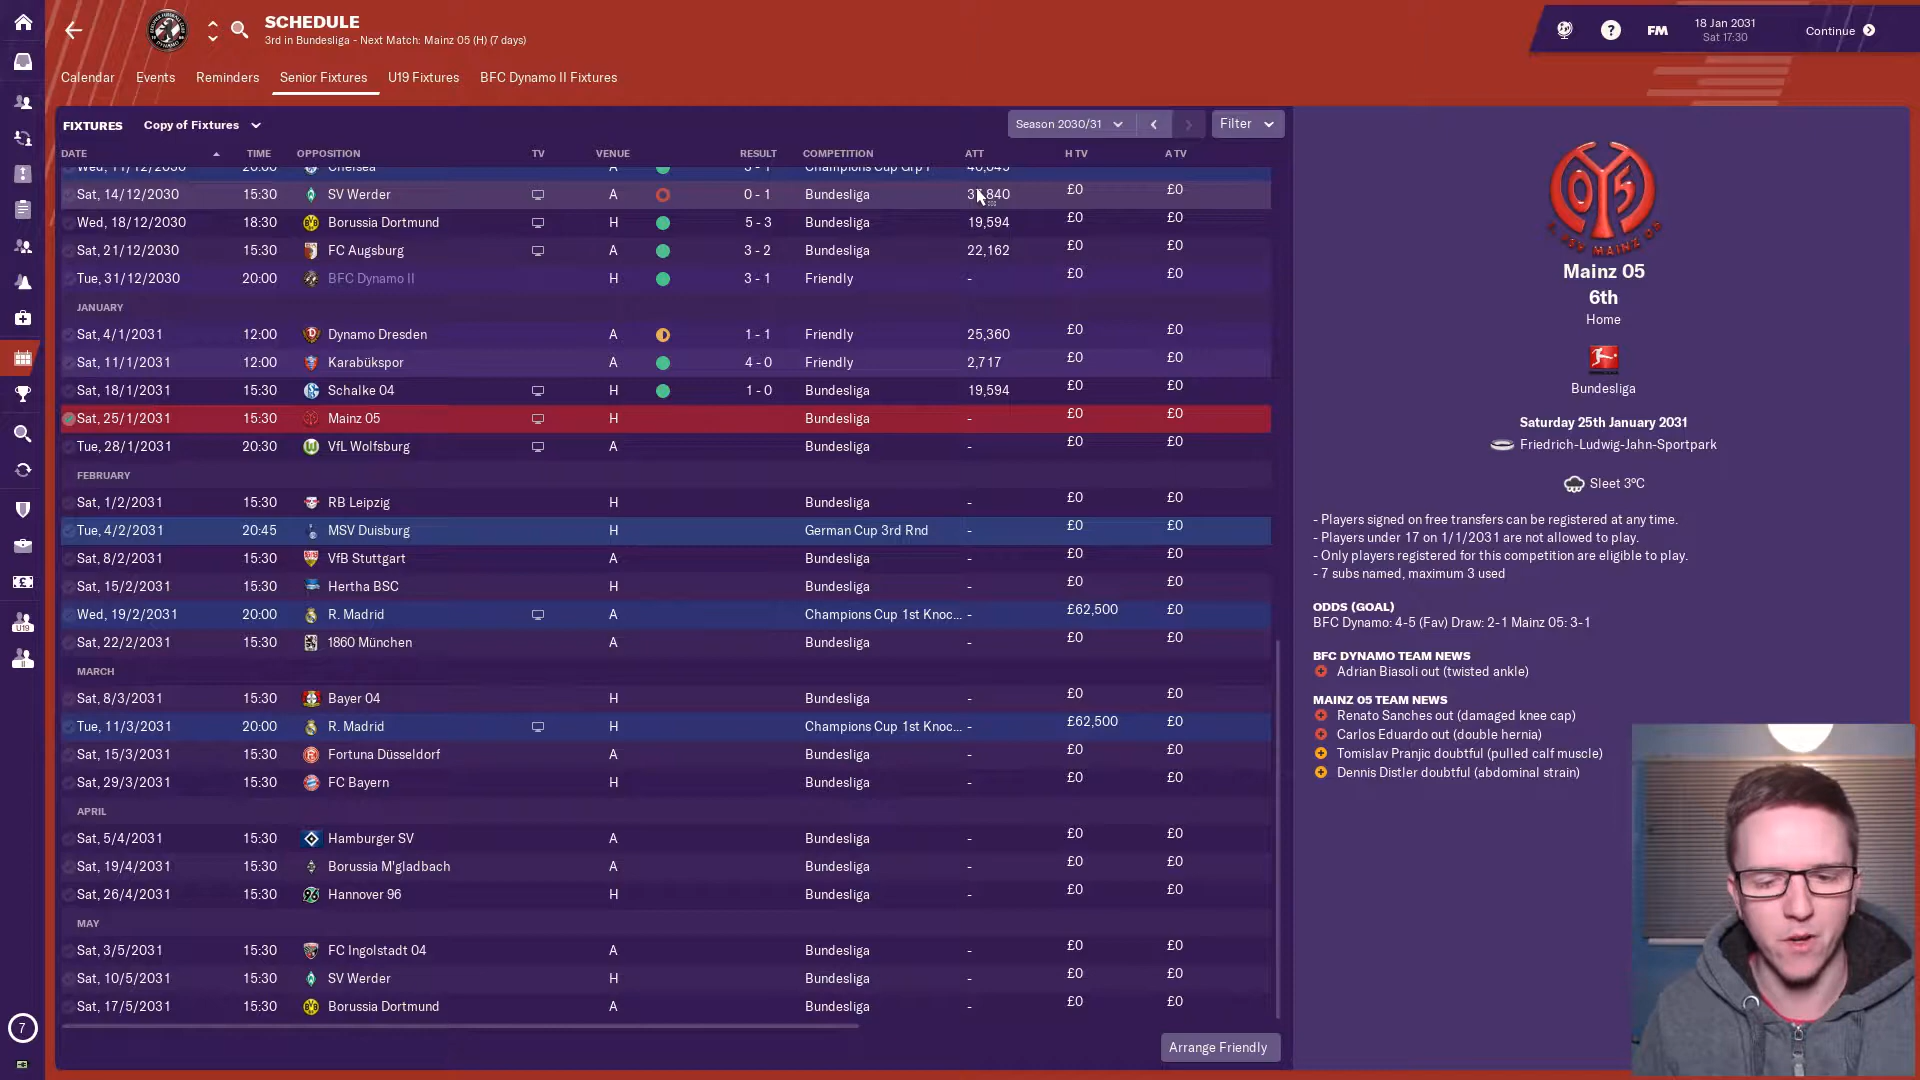 SCHEDULE
3rd in Bundesliga - Next Match: Mainz 05 (H) (7 days)
FM
18 Jan 2031
Sat 17:30
Continue
Calendar Events Reminders Senior Fixtures U19 Fixtures BFC Dynamo II Fixtures
FIXTURES Copy of Fixtures Season 2030/31 Filter
DATE TIME OPPOSITION TV VENUE RESULT COMPETITION ATT H TV A TV
Sat, 14/12/2030 15:30 SV Werder A 0 - 1 Bundesliga £0 £0
Wed, 18/12/2030 18:30 Borussia Dortmund H 5 - 3 Bundesliga 19,594 £0 £0
Sat, 21/12/2030 15:30 FC Augsburg A 3 - 2 Bundesliga 22,162 £0 £0
Tue, 31/12/2030 20:00 BFC Dynamo II H 3 - 1 Friendly - £0 £0
JANUARY
Sat, 4/1/2031 12:00 Dynamo Dresden A 1 - 1 Friendly 25,360 £0 £0
Sat, 11/1/2031 12:00 Karabükspor A 4 - 0 Friendly 2,717 £0 £0
Sat, 18/1/2031 15:30 Schalke 04 H 1 - 0 Bundesliga 19,594 £0 £0
Sat, 25/1/2031 15:30 Mainz 05 H Bundesliga - £0 £0
Tue, 28/1/2031 20:30 VfL Wolfsburg A Bundesliga - £0 £0
FEBRUARY
Sat, 1/2/2031 15:30 RB Leipzig H Bundesliga - £0 £0
Tue, 4/2/2031 20:45 MSV Duisburg H German Cup 3rd Rnd - £0 £0
Sat, 8/2/2031 15:30 VfB Stuttgart A Bundesliga - £0 £0
Sat, 15/2/2031 15:30 Hertha BSC H Bundesliga - £0 £0
Wed, 19/2/2031 20:00 R. Madrid A Champions Cup 1st Knoc... - £62,500 £0
Sat, 22/2/2031 15:30 1860 München A Bundesliga - £0 £0
MARCH
Sat, 8/3/2031 15:30 Bayer 04 H Bundesliga - £0 £0
Tue, 11/3/2031 20:00 R. Madrid H Champions Cup 1st Knoc... - £62,500 £0
Sat, 15/3/2031 15:30 Fortuna Düsseldorf A Bundesliga - £0 £0
Sat, 29/3/2031 15:30 FC Bayern H Bundesliga - £0 £0
APRIL
Sat, 5/4/2031 15:30 Hamburger SV A Bundesliga - £0 £0
Sat, 19/4/2031 15:30 Borussia M'gladbach A Bundesliga - £0 £0
Sat, 26/4/2031 15:30 Hannover 96 H Bundesliga - £0 £0
MAY
Sat, 3/5/2031 15:30 FC Ingolstadt 04 A Bundesliga - £0 £0
Sat, 10/5/2031 15:30 SV Werder H Bundesliga - £0 £0
Sat, 17/5/2031 15:30 Borussia Dortmund A Bundesliga - £0 £0
Arrange Friendly
U19
II
7
Mainz 05
6th
Home
Bundesliga
Saturday 25th January 2031
Friedrich-Ludwig-Jahn-Sportpark
Sleet 3ºC
- Players signed on free transfers can be registered at any time.
- Players under 17 on 1/1/2031 are not allowed to play.
- Only players registered for this competition are eligible to play.
- 7 subs named, maximum 3 used
ODDS (GOAL)
BFC Dynamo: 4-5 (Fav) Draw: 2-1 Mainz 05: 3-1
BFC DYNAMO TEAM NEWS
Adrian Biasoli out (twisted ankle)
MAINZ 05 TEAM NEWS
Renato Sanches out (damaged knee cap)
Carlos Eduardo out (double hernia)
Tomislav Pranjic doubtful (pulled calf muscle)
Dennis Distler doubtful (abdominal strain)